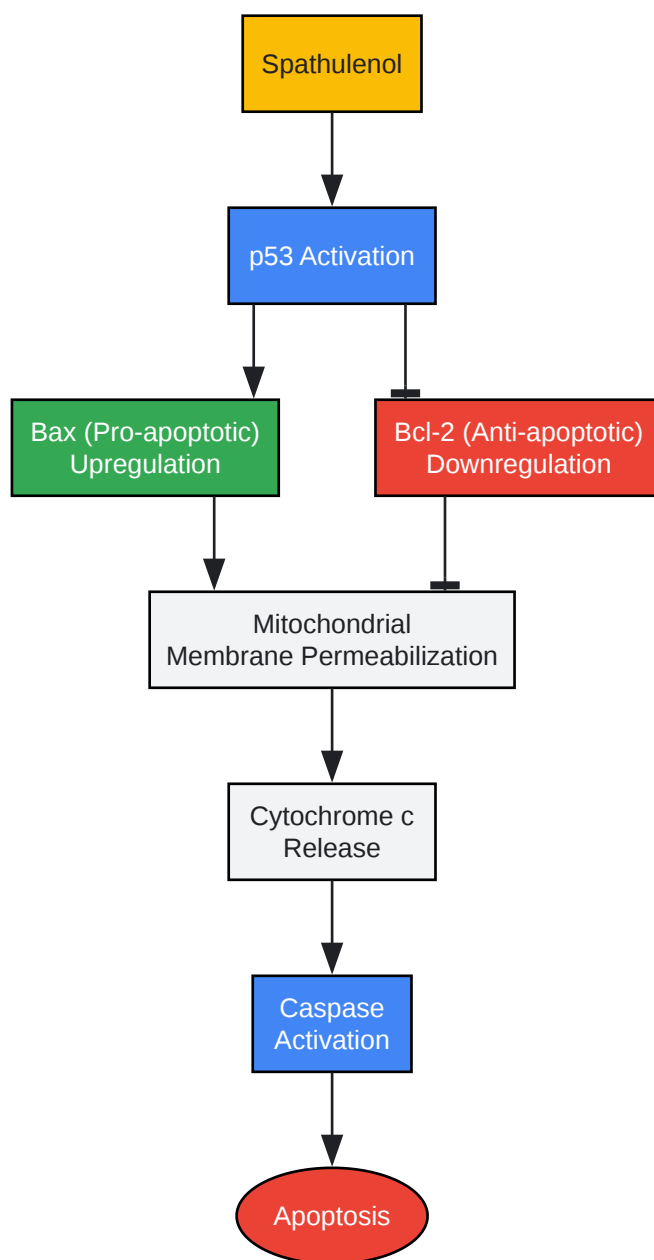 Spathulenol
p53 Activation
Bax (Pro-apoptotic)
Upregulation
Bcl-2 (Anti-apoptotic)
Downregulation
Mitochondrial
Membrane Permeabilization
Cytochrome c
Release
Caspase
Activation
Apoptosis